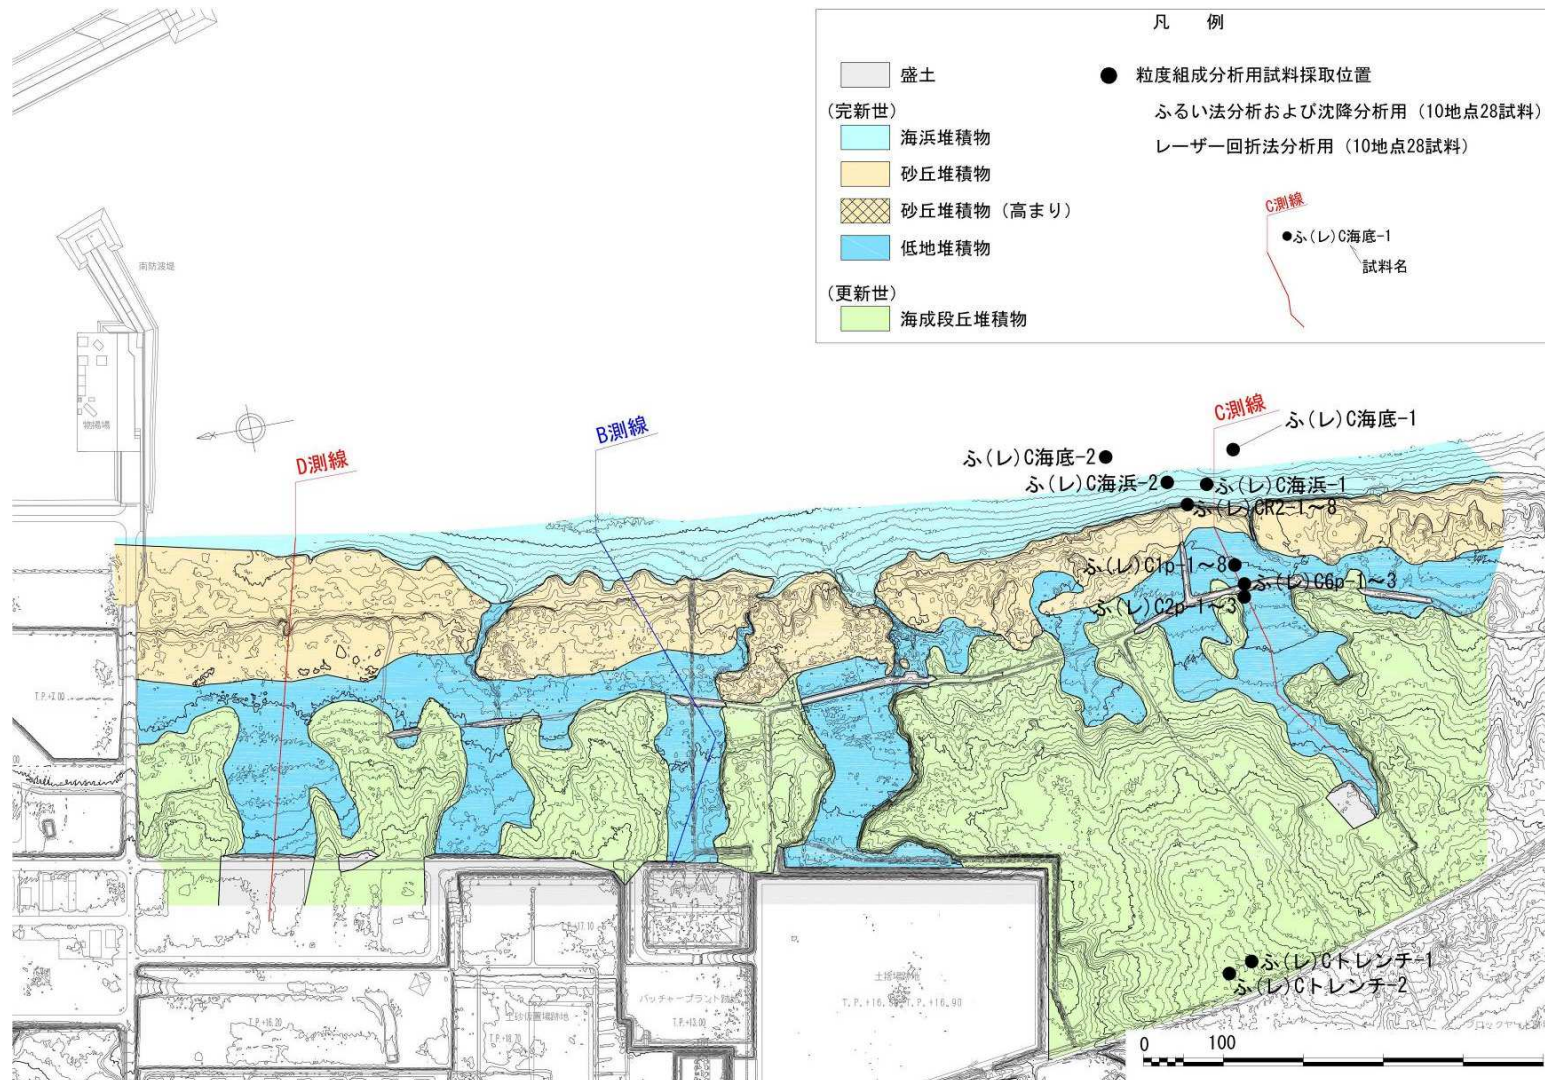 凡 例
盛土
(完新世)
海浜堆積物
砂丘堆積物
砂丘堆積物（高まり）
低地堆積物
(更新世)
海成段丘堆積物
● 粒度組成分析用試料採取位置
ふるい法分析および沈降分析用（10地点28試料）
レーザー回折法分析用（10地点28試料）
C測線
ふ(レ)C海底-1
試料名
南防波堤
物揚場
D測線
B測線
C測線
ふ(レ)C海底-1
ふ(レ)C海底-2
ふ(レ)C海浜-2
ふ(レ)C海浜-1
ふ(レ)CR2-1～8
ふ(レ)C1p-1～8
ふ(レ)C6p-1～3
ふ(レ)C2p-1～3
ふ(レ)Cトレンチ-1
ふ(レ)Cトレンチ-2
T.P.+16.20
土砂仮置場跡地
バッチャープラント跡
T.P.+13.00
T.P.+16.90
0 100